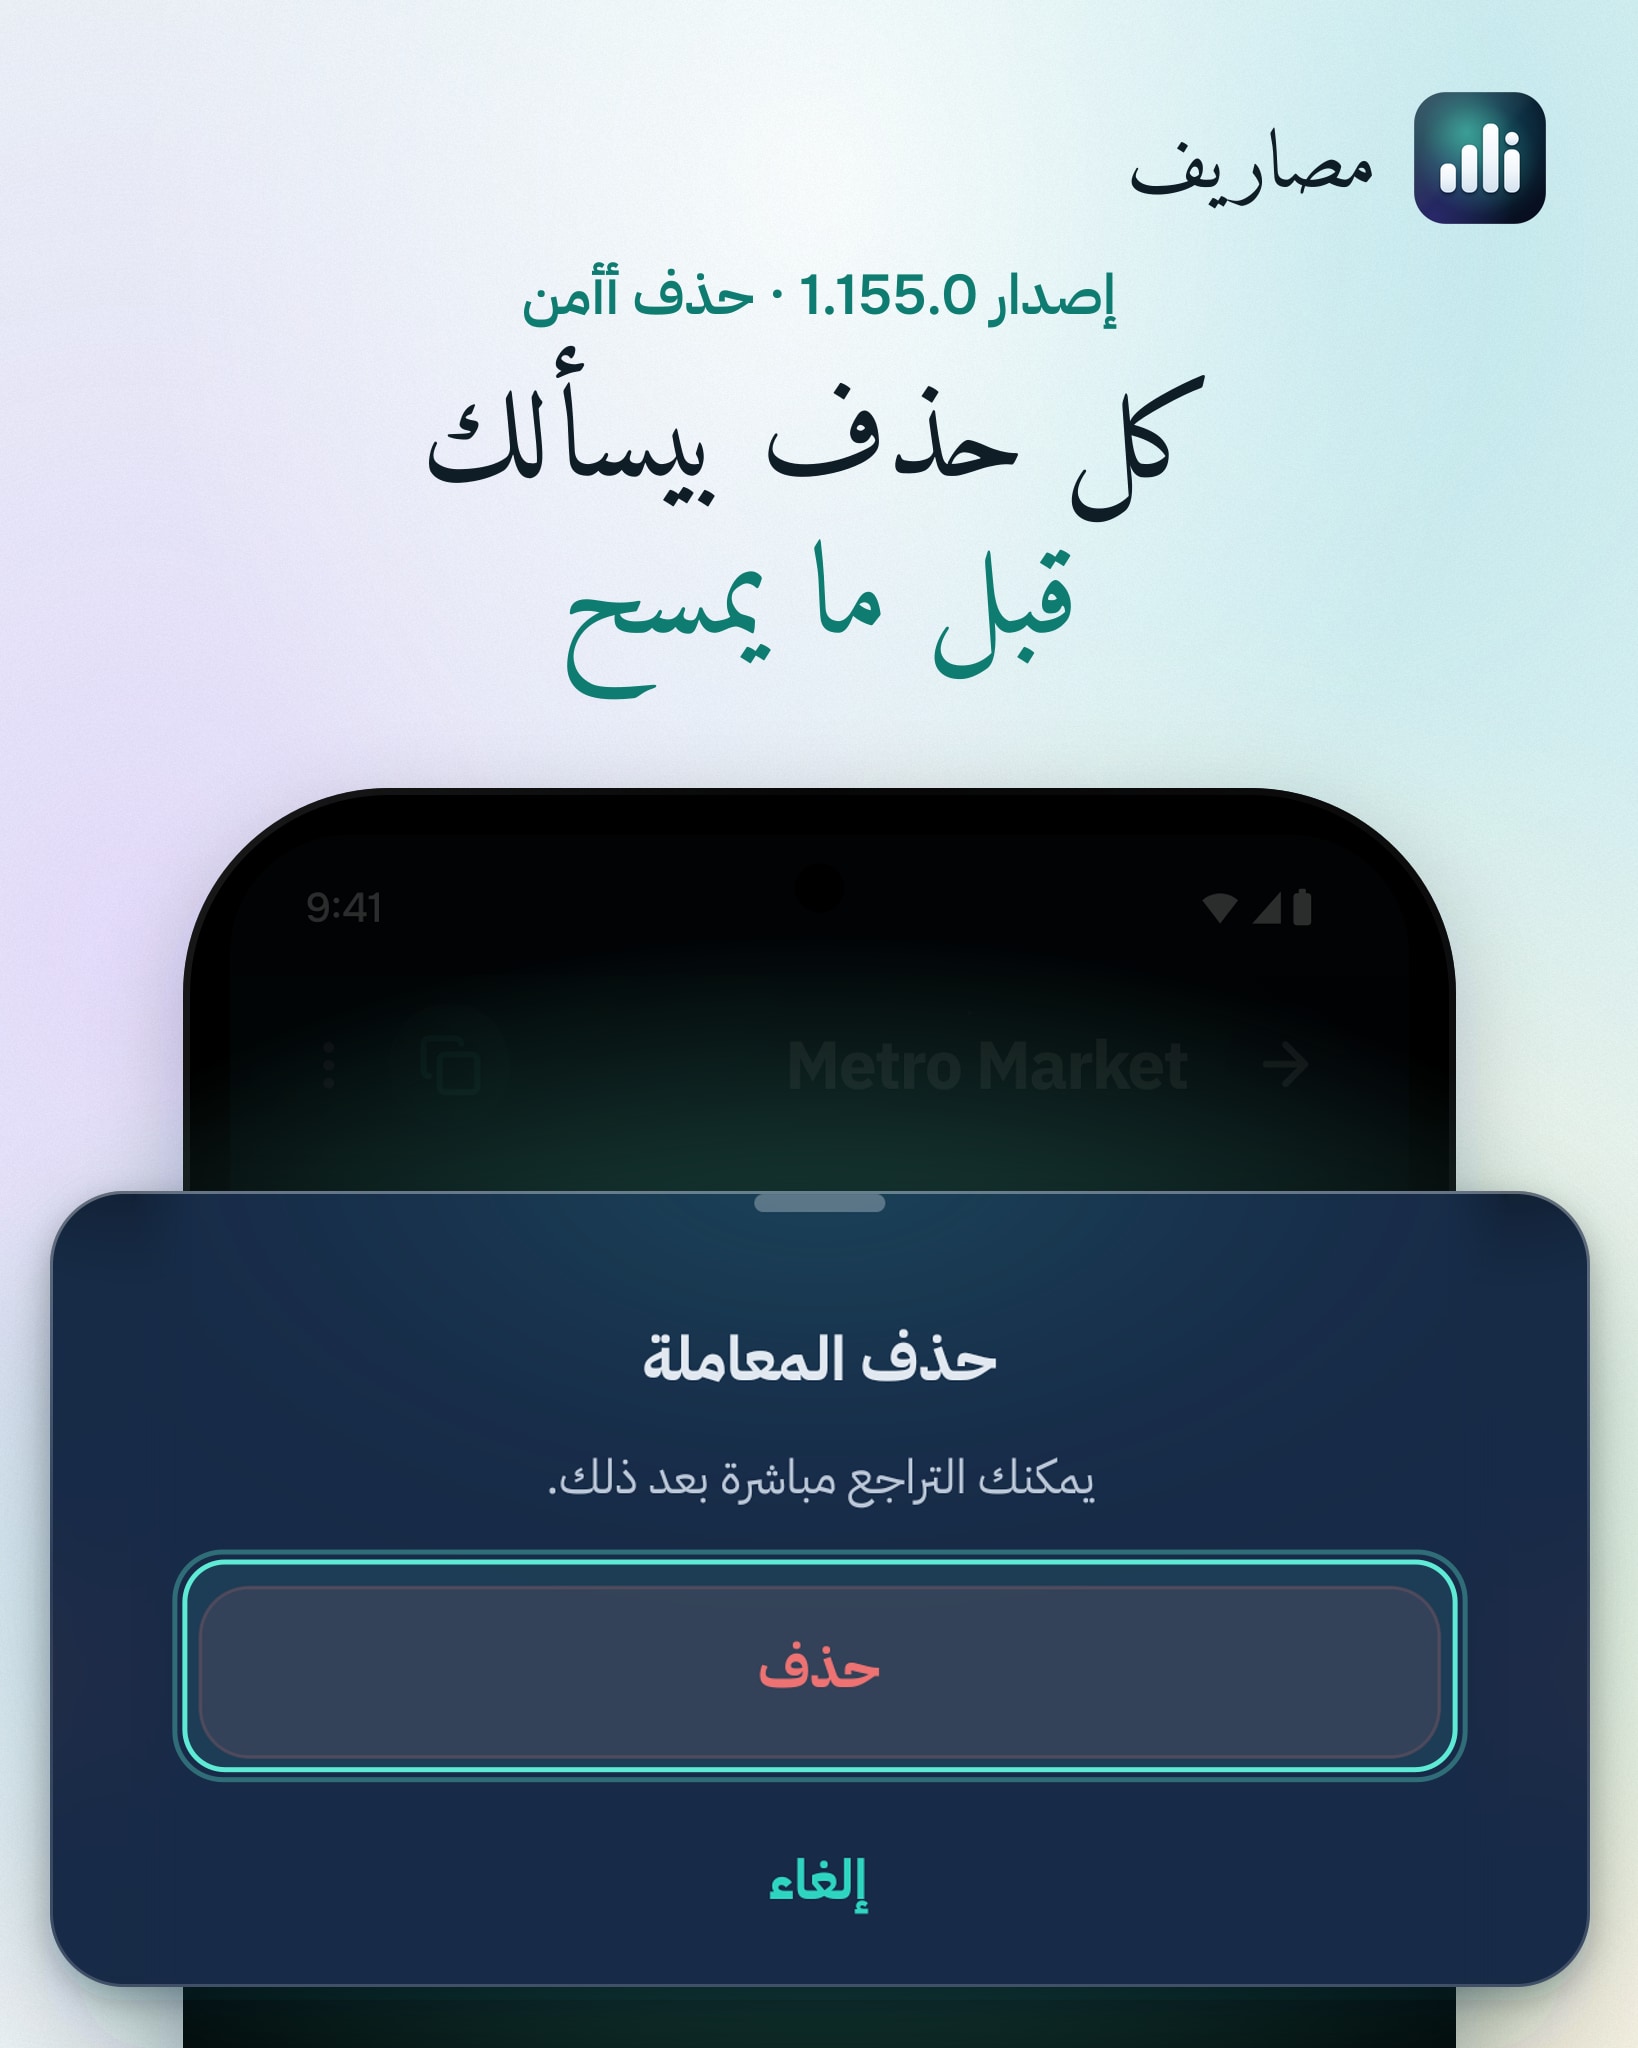 مصاريف
إصدار 1.155.0 · حذف أأمن
كل حذف بيسألك
قبل ما يمسح
9:41
Metro Market
حذف المعاملة
يمكنك التراجع مباشرة بعد ذلك.
حذف
إلغاء